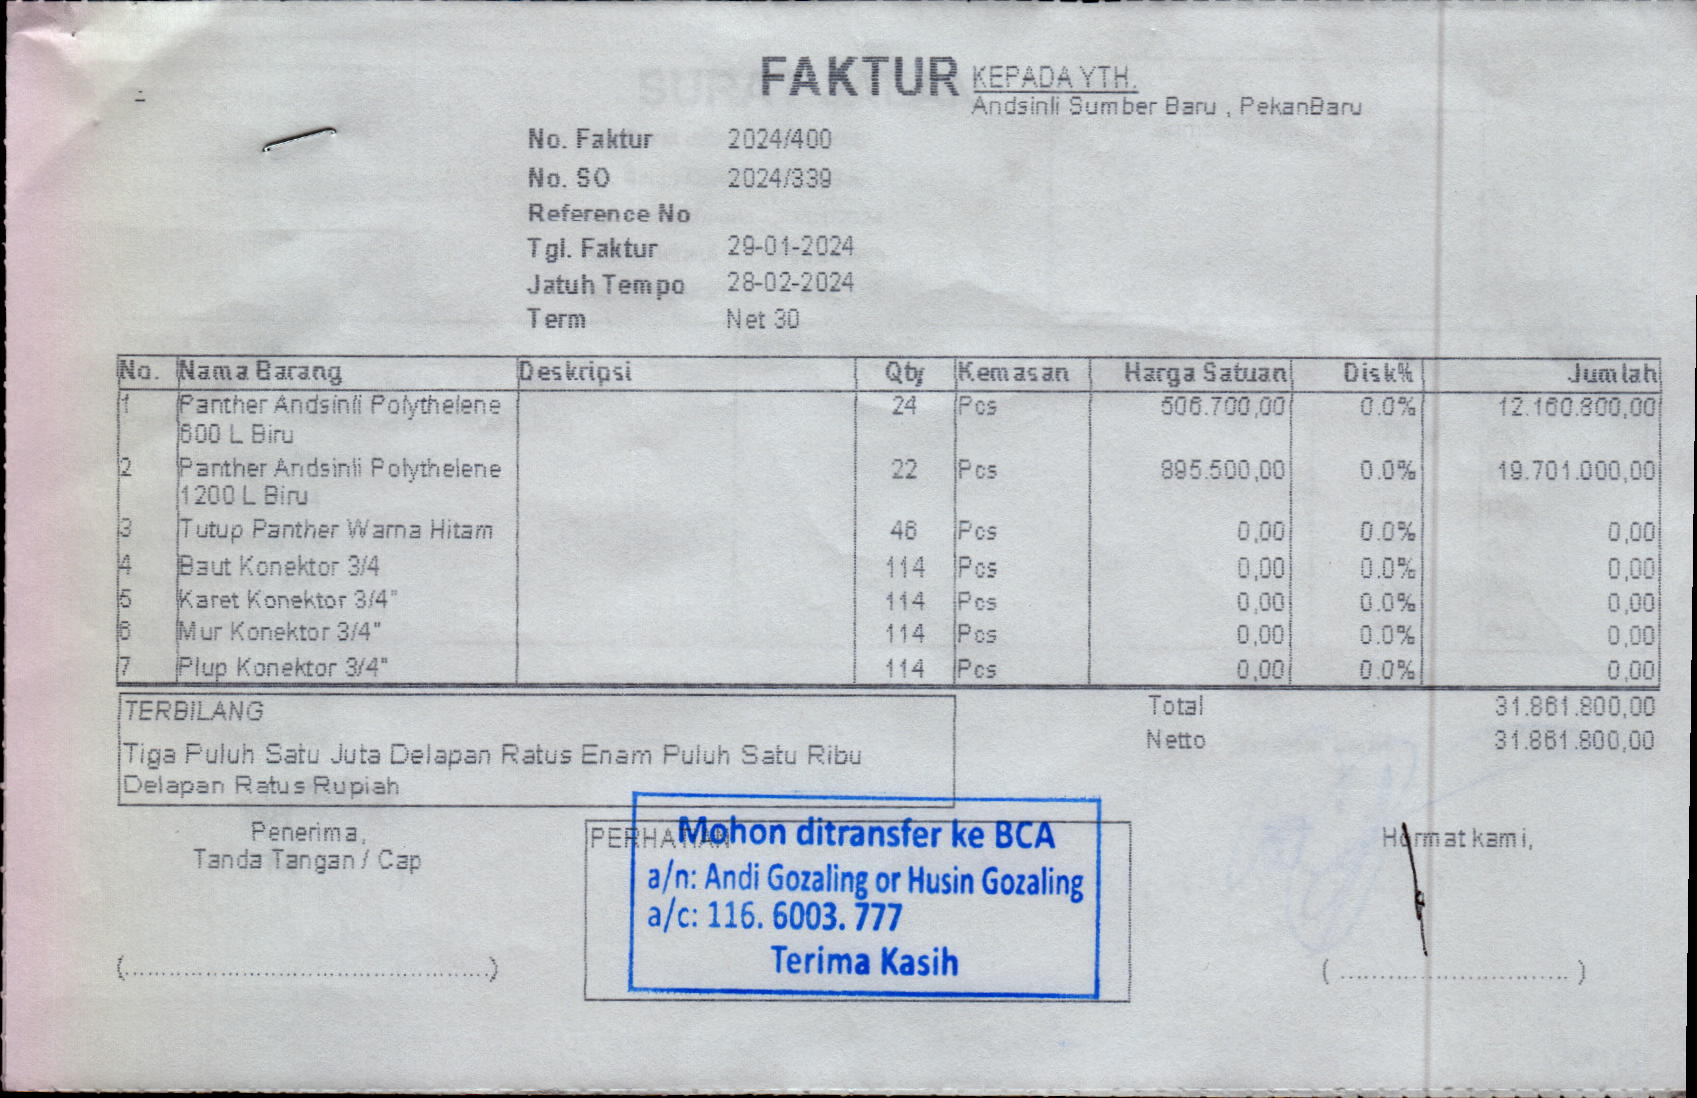 FAKTUR
KEPADA YTH.
Andsinli Sumber Baru , PekanBaru
No. Faktur 2024/400
No. SO 2024/339
Reference No
Tgl. Faktur 29-01-2024
Jatuh Tempo 28-02-2024
Term Net 30
No. Nama Barang Deskripsi Qty Kemasan Harga Satuan Disk% Jumlah
1 Panther Andsinli Polythelene 24 Pcs 506.700,00 0.0% 12.160.800,00
600 L Biru
2 Panther Andsinli Polythelene 22 Pcs 895.500,00 0.0% 19.701.000,00
1200 L Biru
3 Tutup Panther Warna Hitam 46 Pcs 0,00 0.0% 0,00
4 Baut Konektor 3/4 114 Pcs 0,00 0.0% 0,00
5 Karet Konektor 3/4" 114 Pcs 0,00 0.0% 0,00
6 Mur Konektor 3/4" 114 Pcs 0,00 0.0% 0,00
7 Plup Konektor 3/4" 114 Pcs 0,00 0.0% 0,00
TERBILANG
Tiga Puluh Satu Juta Delapan Ratus Enam Puluh Satu Ribu
Delapan Ratus Rupiah
Total 31.861.800,00
Netto 31.861.800,00
Penerima,
Tanda Tangan / Cap
PERHATIAN
Mohon ditransfer ke BCA
a/n: Andi Gozaling or Husin Gozaling
a/c: 116. 6003. 777
Terima Kasih
Hormat kami,
(................................................)
(..............................)